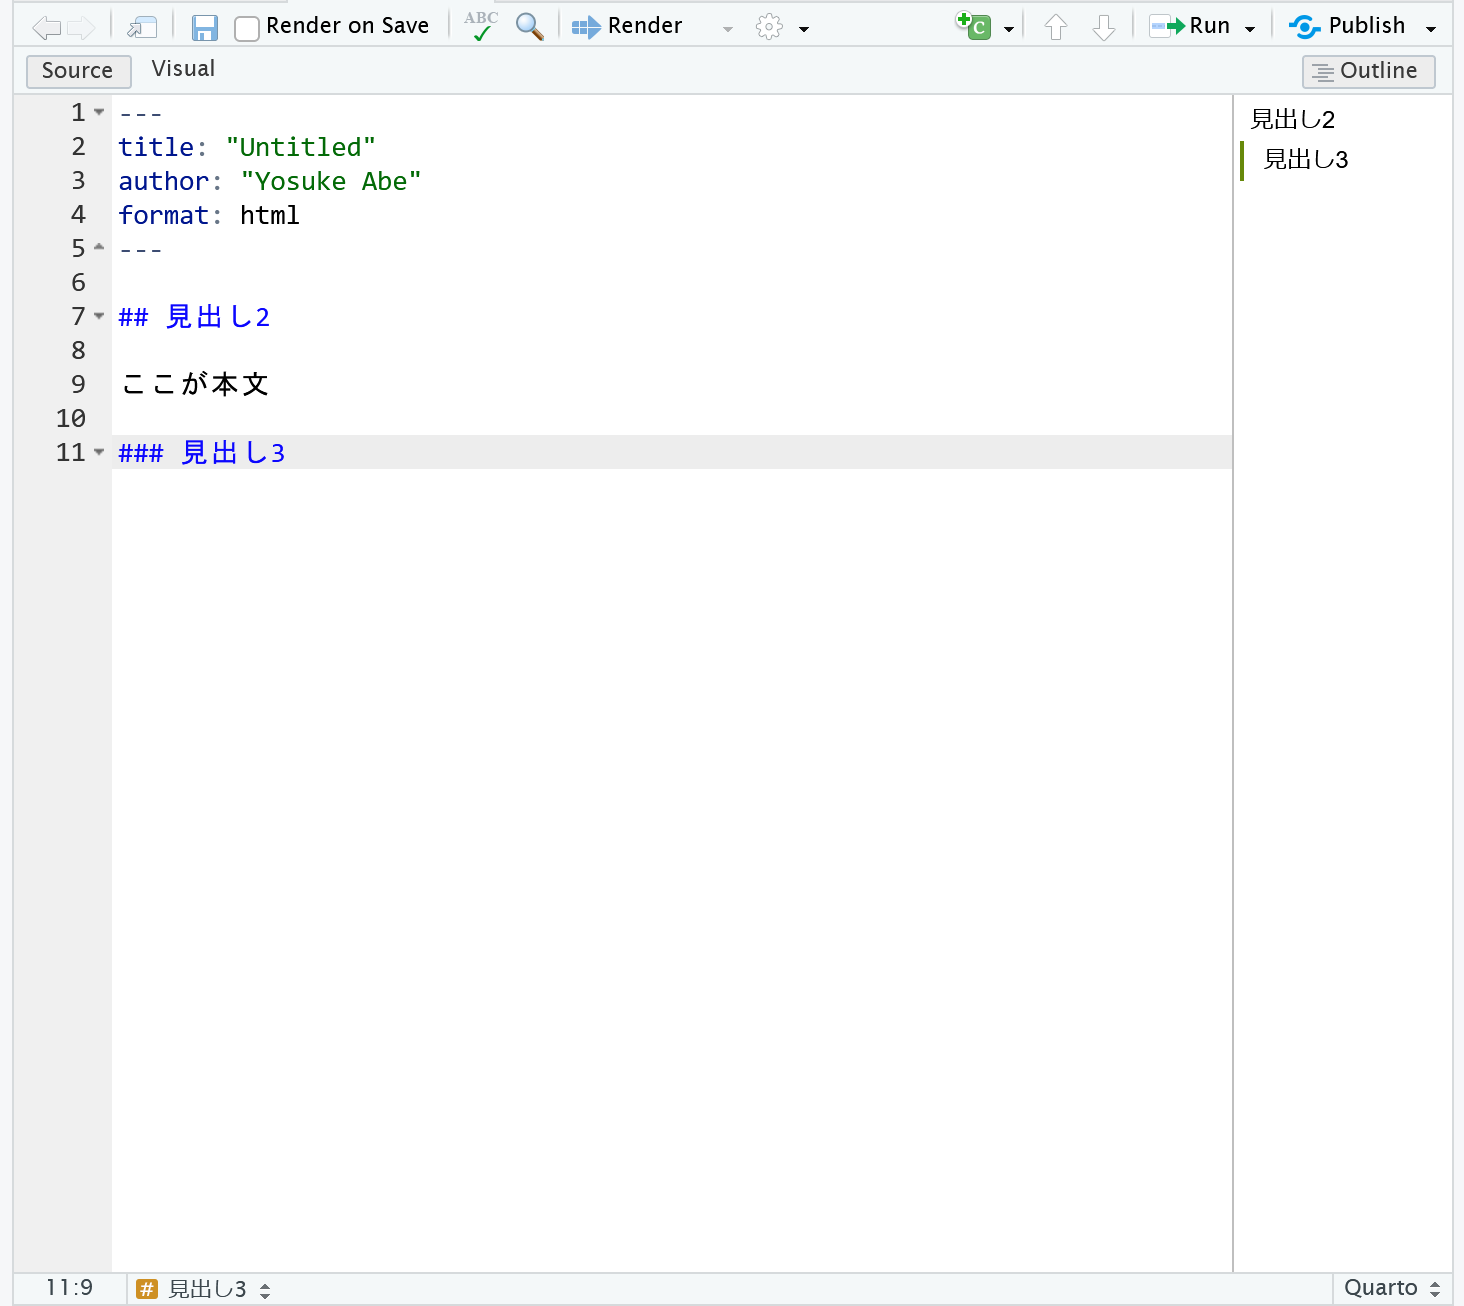 Render on Save ABC Render C Run Publish
Source Visual Outline
1 ---
2 title: "Untitled"
3 author: "Yosuke Abe"
4 format: html
5 ---
6
7 ## 見出し2
8
9 ここが本文
10
11 ### 見出し3
見出し2
見出し3
11:9 # 見出し3 Quarto